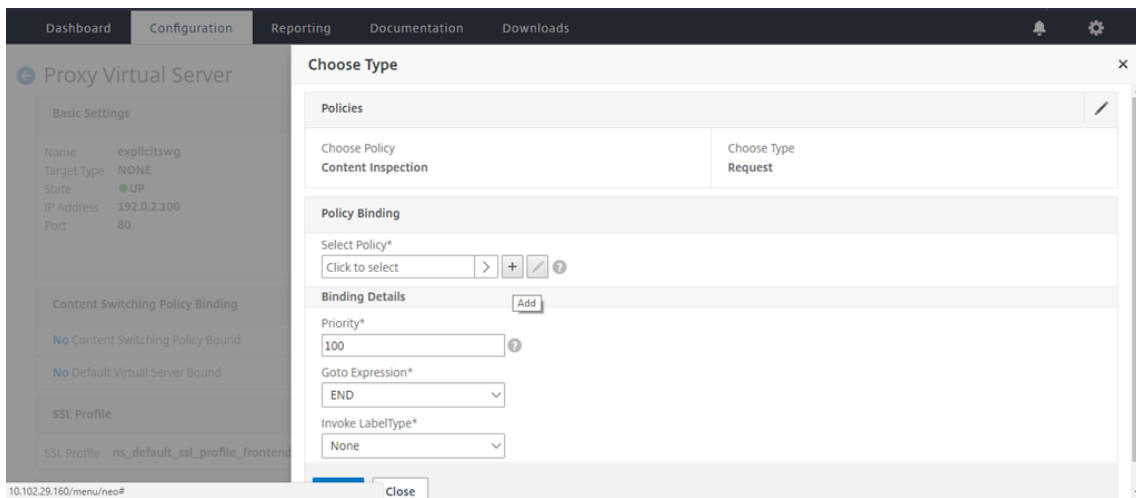 Dashboard Configuration Reporting Documentation Downloads
Proxy Virtual Server
Basic Settings
Name explicitswg
Target Type NONE
State UP
IP Address 192.0.2.100
Port 80
Content Switching Policy Binding
No Content Switching Policy Bound
No Default Virtual Server Bound
SSL Profile
SSL Profile ns_default_ssl_profile_frontend
10.102.29.160/menu/neo#
Choose Type
Policies
Choose Policy
Content Inspection
Choose Type
Request
Policy Binding
Select Policy*
Click to select
Add
Binding Details
Priority*
100
Goto Expression*
END
Invoke LabelType*
None
Close